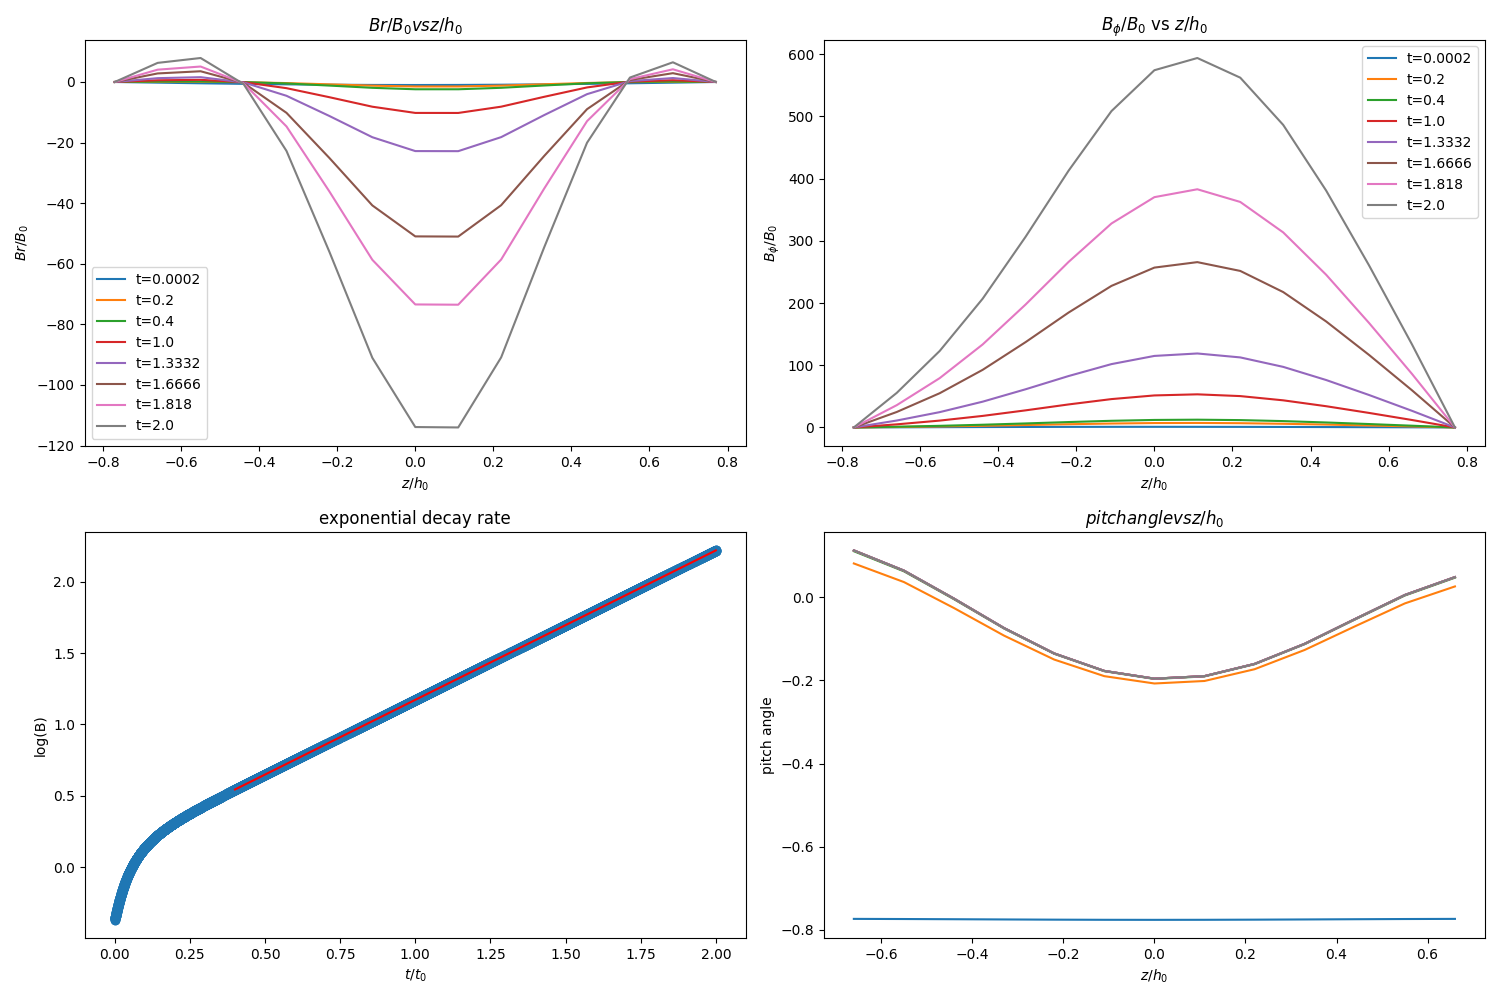 Br/B₀vsz/h₀
0
−20
−40
−60
−80
−100
−120
Br/B₀
t=0.0002
t=0.2
t=0.4
t=1.0
t=1.3332
t=1.6666
t=1.818
t=2.0
−0.8 −0.6 −0.4 −0.2 0.0 0.2 0.4 0.6 0.8
z/h₀
B_ϕ/B₀ vs z/h₀
600
500
400
300
200
100
0
B_ϕ/B₀
t=0.0002
t=0.2
t=0.4
t=1.0
t=1.3332
t=1.6666
t=1.818
t=2.0
−0.8 −0.6 −0.4 −0.2 0.0 0.2 0.4 0.6 0.8
z/h₀
exponential decay rate
2.0
1.5
1.0
0.5
0.0
log(B)
0.00 0.25 0.50 0.75 1.00 1.25 1.50 1.75 2.00
t/t₀
pitchanglevsz/h₀
0.0
−0.2
−0.4
−0.6
−0.8
pitch angle
−0.6 −0.4 −0.2 0.0 0.2 0.4 0.6
z/h₀